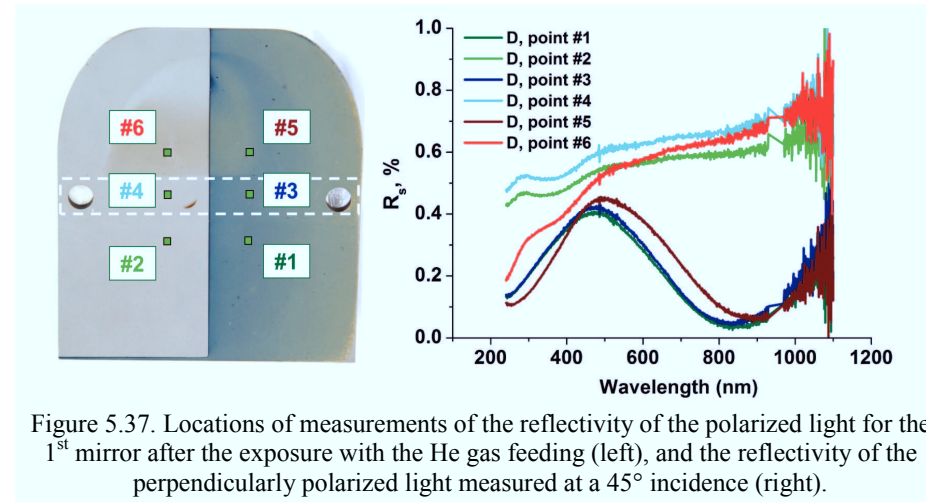 #6
#5
#4
#3
#2
#1
1.0
0.8
0.6
0.4
0.2
0.0
Rs, %
D, point #1
D, point #2
D, point #3
D, point #4
D, point #5
D, point #6
200
400
600
800
1000
1200
Wavelength (nm)
Figure 5.37. Locations of measurements of the reflectivity of the polarized light for the
1st mirror after the exposure with the He gas feeding (left), and the reflectivity of the
perpendicularly polarized light measured at a 45° incidence (right).